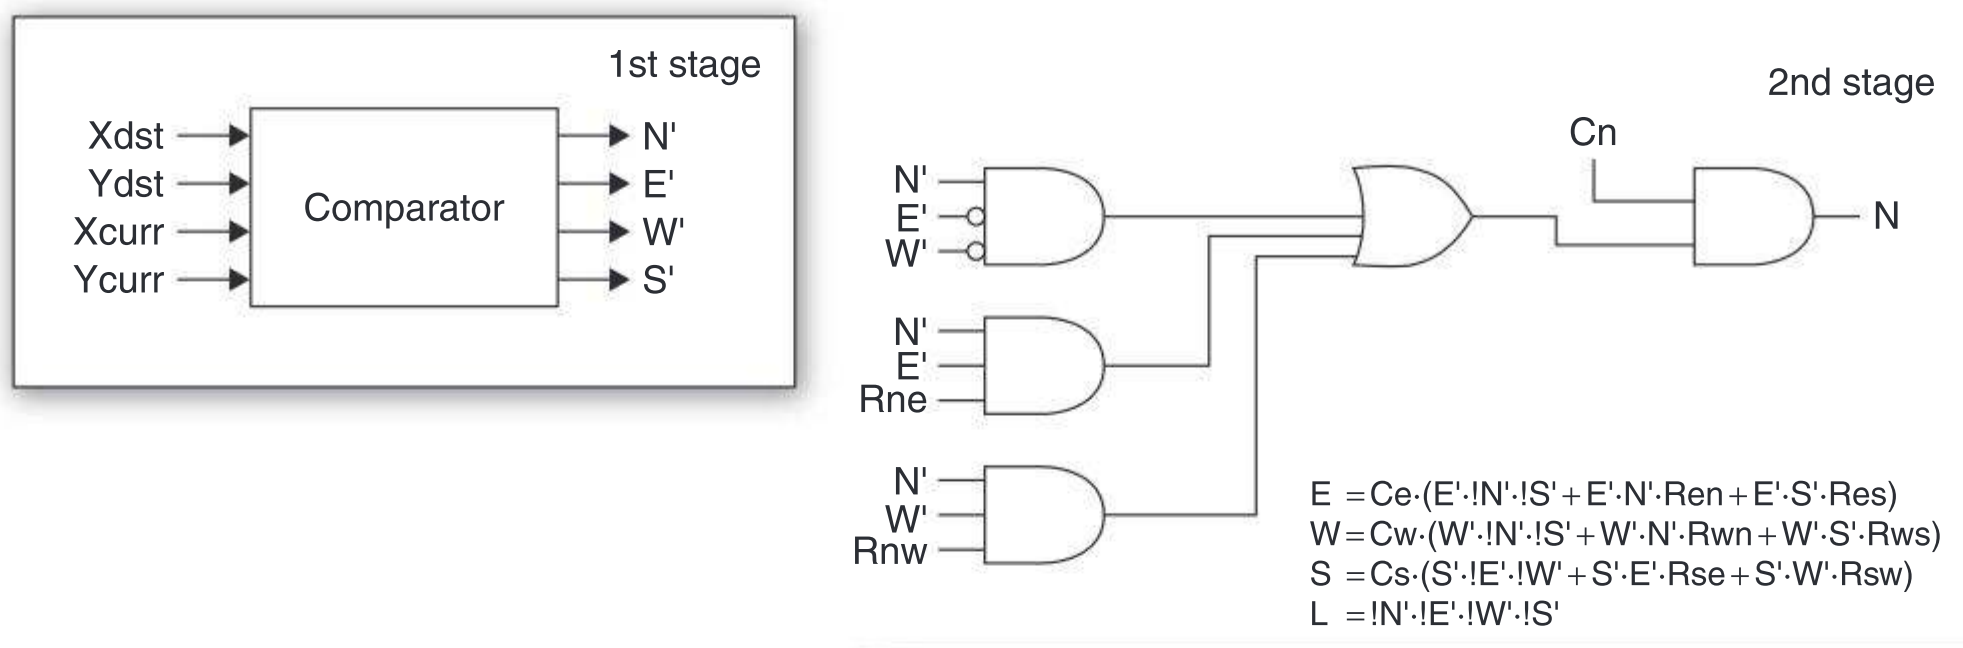 1st stage
Xdst
Ydst
Xcurr
Ycurr
Comparator
N'
E'
W'
S'
2nd stage
Cn
N'
E'
W'
N
N'
E'
Rne
N'
W'
Rnw
E =Ce·(E'·!N'·!S'+E'·N'·Ren+E'·S'·Res)
W=Cw·(W'·!N'·!S'+W'·N'·Rwn+W'·S'·Rws)
S =Cs·(S'·!E'·!W'+S'·E'·Rse+S'·W'·Rsw)
L =!N'·!E'·!W'·!S'